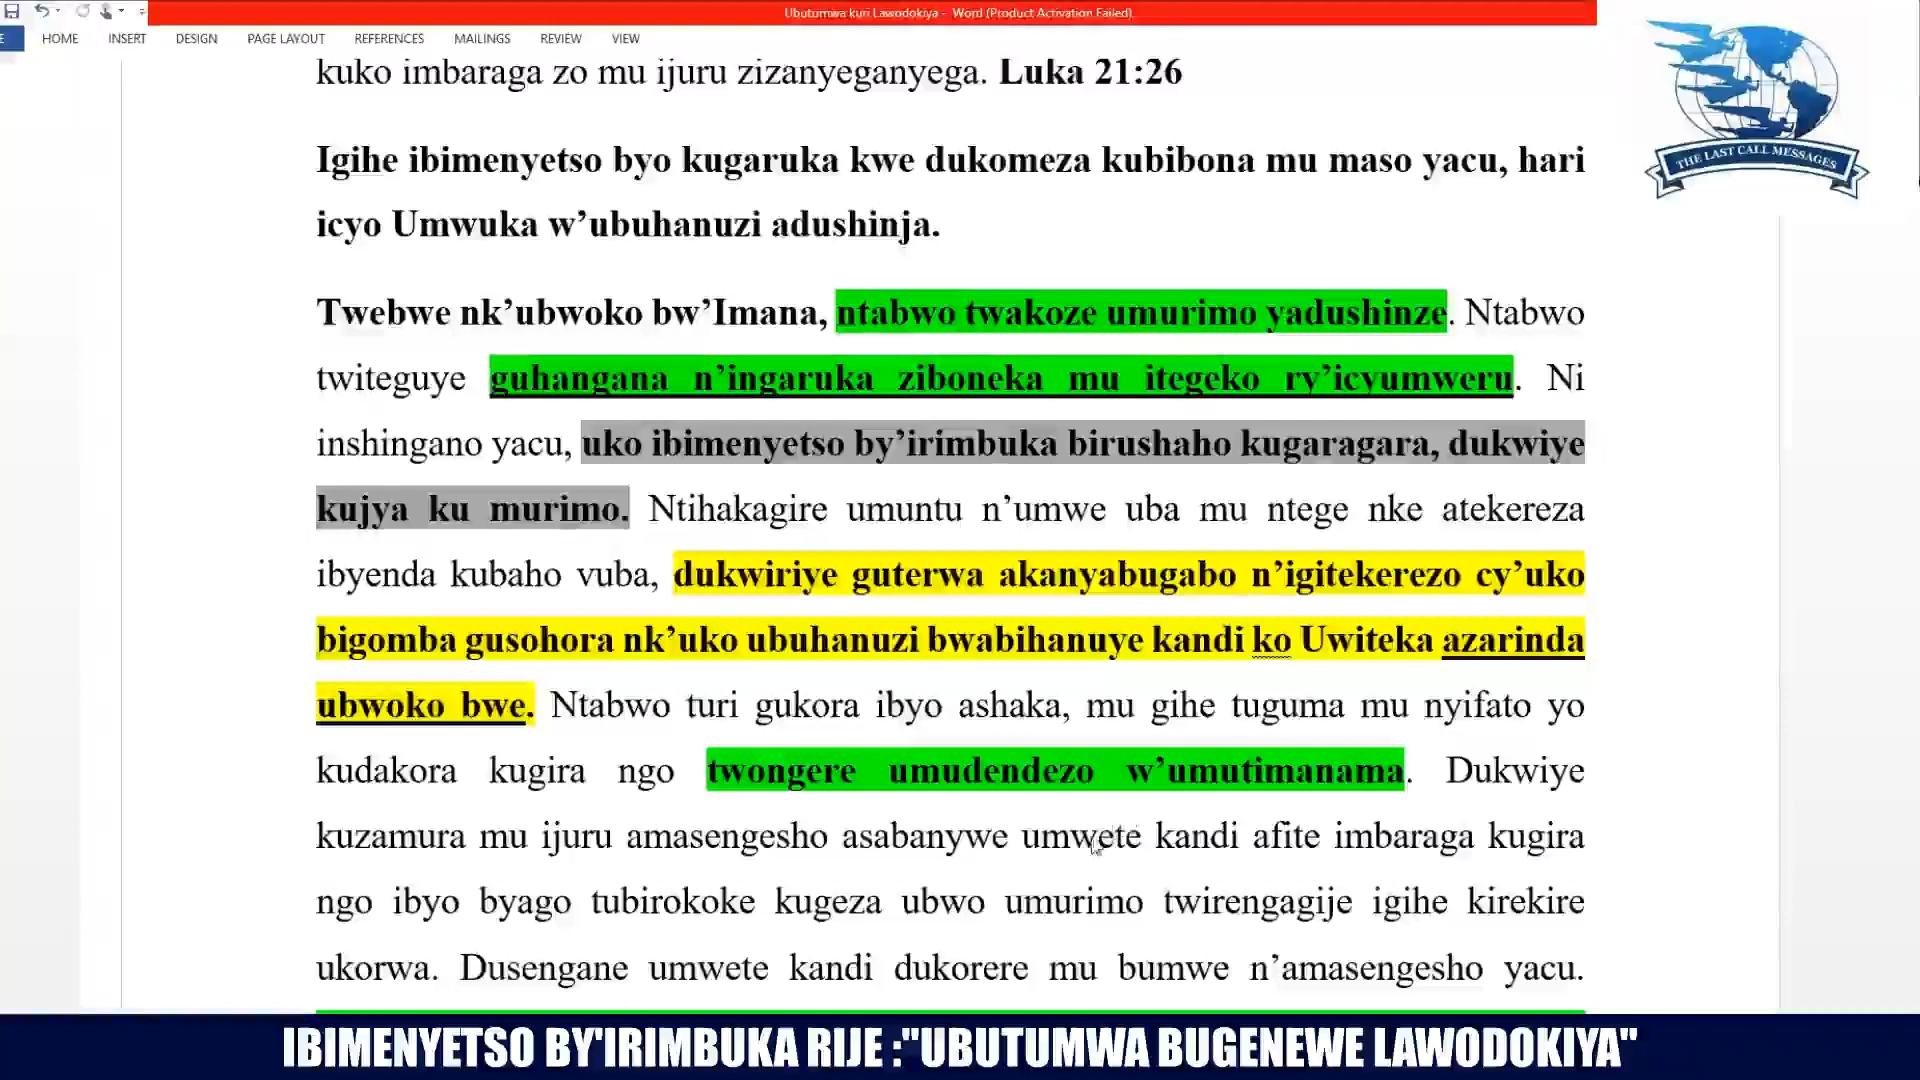 Ubutumwa kuri Lawodokiya - Word (Product Activation Failed)
HOME INSERT DESIGN PAGE LAYOUT REFERENCES MAILINGS REVIEW VIEW
kuko imbaraga zo mu ijuru zizanyeganyega. Luka 21:26
THE LAST CALL MESSAGES
Igihe ibimenyetso byo kugaruka kwe dukomeza kubibona mu maso yacu, hari
icyo Umwuka w’ubuhanuzi adushinja.
Twebwe nk’ubwoko bw’Imana, ntabwo twakoze umurimo yadushinze. Ntabwo
twiteguye guhangana n’ingaruka ziboneka mu itegeko ry’icyumweru. Ni
inshingano yacu, uko ibimenyetso by’irimbuka birushaho kugaragara, dukwiye
kujya ku murimo. Ntihakagire umuntu n’umwe uba mu ntege nke atekereza
ibyenda kubaho vuba, dukwiriye guterwa akanyabugabo n’igitekerezo cy’uko
bigomba gusohora nk’uko ubuhanuzi bwabihanuye kandi ko Uwiteka azarinda
ubwoko bwe. Ntabwo turi gukora ibyo ashaka, mu gihe tuguma mu nyifato yo
kudakora kugira ngo twongere umudendezo w’umutimanama. Dukwiye
kuzamura mu ijuru amasengesho asabanywe umwete kandi afite imbaraga kugira
ngo ibyo byago tubirokoke kugeza ubwo umurimo twirengagije igihe kirekire
ukorwa. Dusengane umwete kandi dukorere mu bumwe n’amasengesho yacu.
IBIMENYETSO BY'IRIMBUKA RIJE :"UBUTUMWA BUGENEWE LAWODOKIYA"